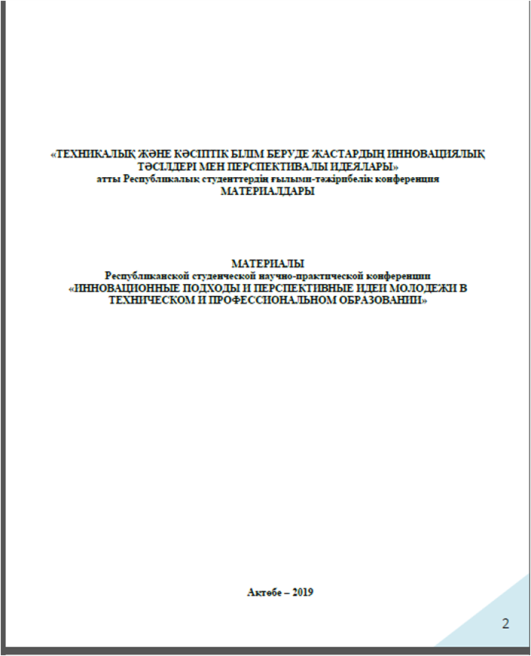 «ТЕХНИКАЛЫҚ ЖӘНЕ КӘСІПТІК БІЛІМ БЕРУДЕ ЖАСТАРДЫҢ ИННОВАЦИЯЛЫҚ
ТӘСІЛДЕРІ МЕН ПЕРСПЕКТИВАЛЫ ИДЕЯЛАРЫ»
атты Республикалық студенттердің ғылыми-тәжірибелік конференция
МАТЕРИАЛДАРЫ
МАТЕРИАЛЫ
Республиканской студенческой научно-практической конференции
«ИННОВАЦИОННЫЕ ПОДХОДЫ И ПЕРСПЕКТИВНЫЕ ИДЕИ МОЛОДЕЖИ В
ТЕХНИЧЕСКОМ И ПРОФЕССИОНАЛЬНОМ ОБРАЗОВАНИИ»
Ақтөбе – 2019
2